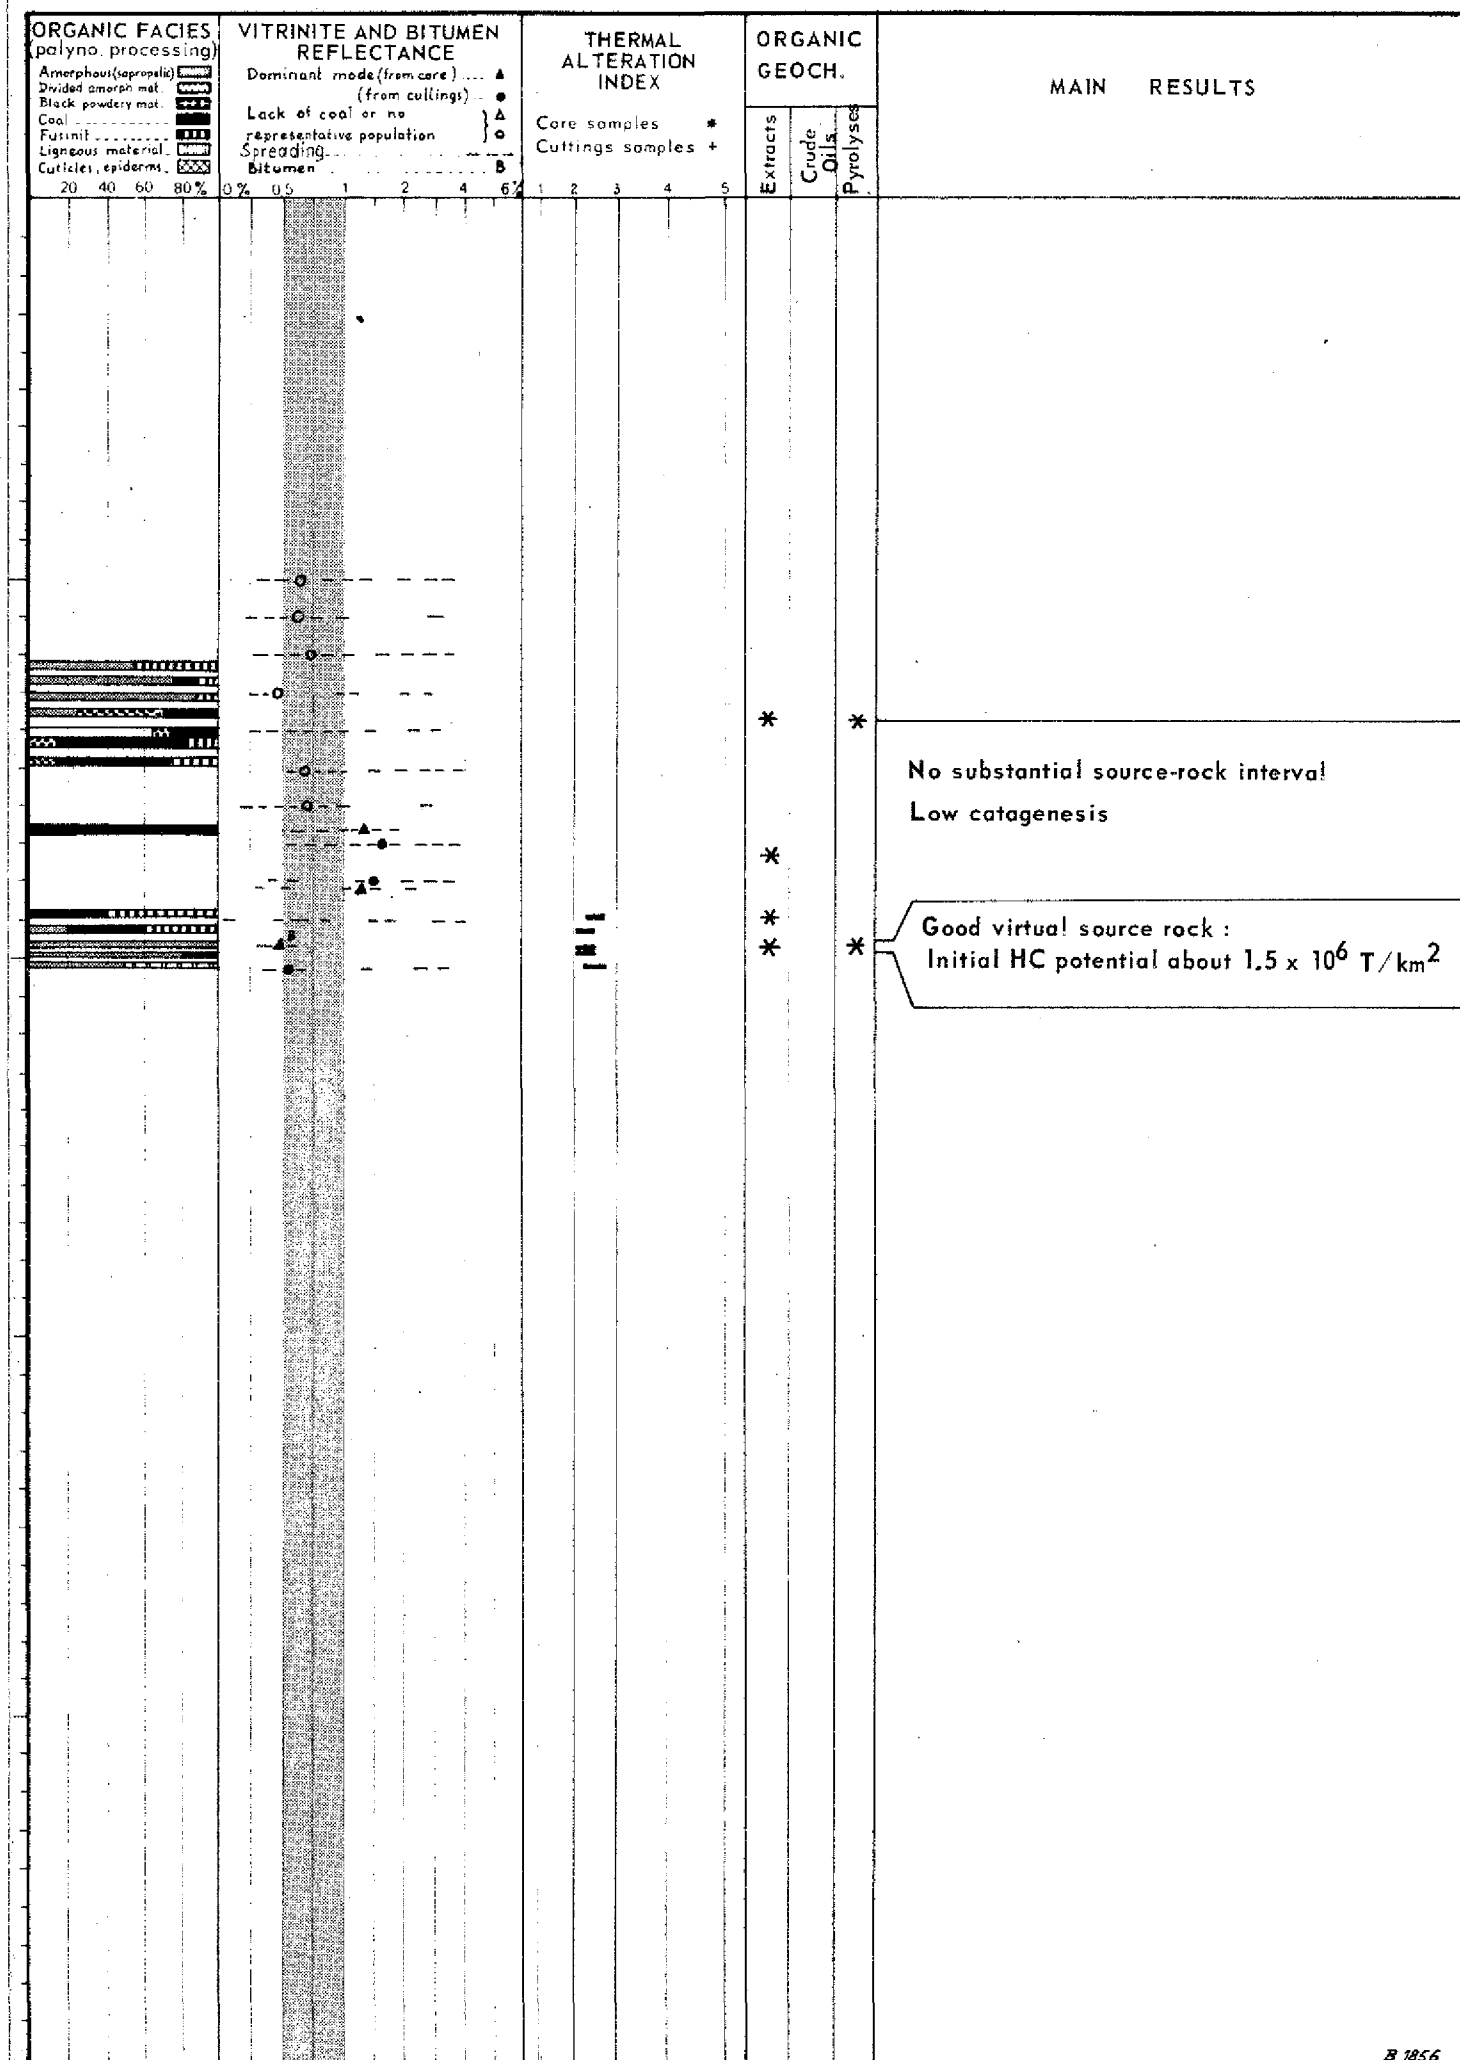 ORGANIC FACIES
(palyno. processing)
Amorphous (sapropelic)
Divided amorph mat.
Black powdery mat.
Coal
Fusinit
Ligneous material
Cuticles, epiderms
20 40 60 80 %
VITRINITE AND BITUMEN
REFLECTANCE
Dominant mode (from core) .... ▲
(from cullings) .. ●
Lack of coal or no } △
representative population } o
Spreading
Bitumen B
0 % 0.5 1 2 4 6 %
THERMAL
ALTERATION
INDEX
Core samples *
Cuttings samples +
1 2 3 4 5
ORGANIC
GEOCH.
Extracts
Crude
Oils
Pyrolyses
MAIN RESULTS
No substantial source-rock interval
Low catagenesis
Good virtual source rock :
Initial HC potential about 1.5 x 10⁶ T/km²
B 1856